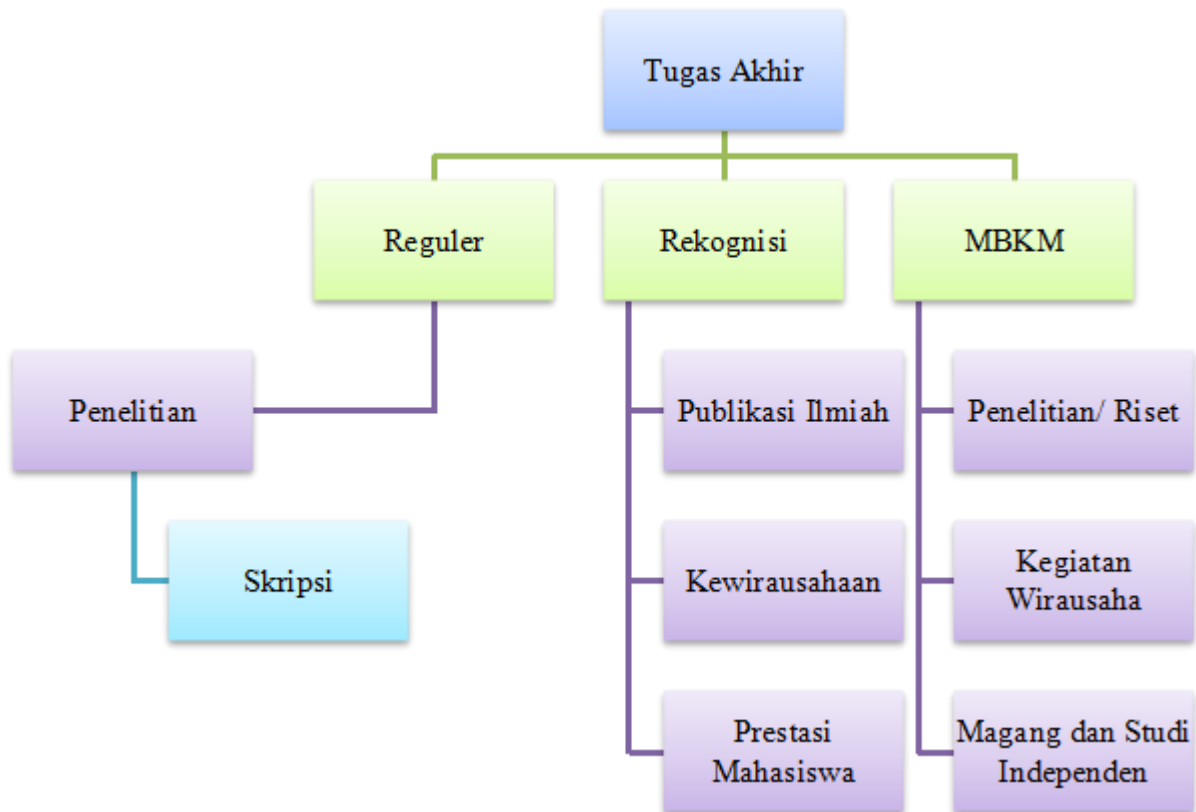 Tugas Akhir
Reguler
Rekognisi
MBKM
Penelitian
Publikasi Ilmiah
Penelitian/ Riset
Skripsi
Kewirausahaan
Kegiatan
Wirausaha
Prestasi
Mahasiswa
Magang dan Studi
Independen